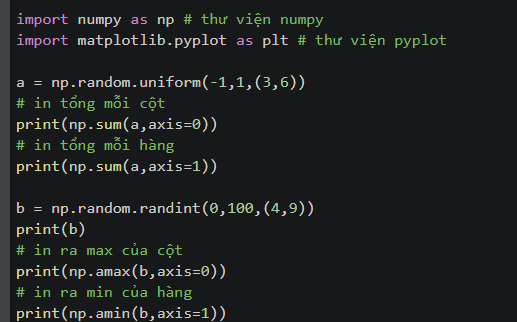 import numpy as np # thư viện numpy
import matplotlib.pyplot as plt # thư viện pyplot
a = np.random.uniform(-1,1,(3,6))
# in tổng mỗi cột
print(np.sum(a,axis=0))
# in tổng mỗi hàng
print(np.sum(a,axis=1))
b = np.random.randint(0,100,(4,9))
print(b)
# in ra max của cột
print(np.amax(b,axis=0))
# in ra min của hàng
print(np.amin(b,axis=1))